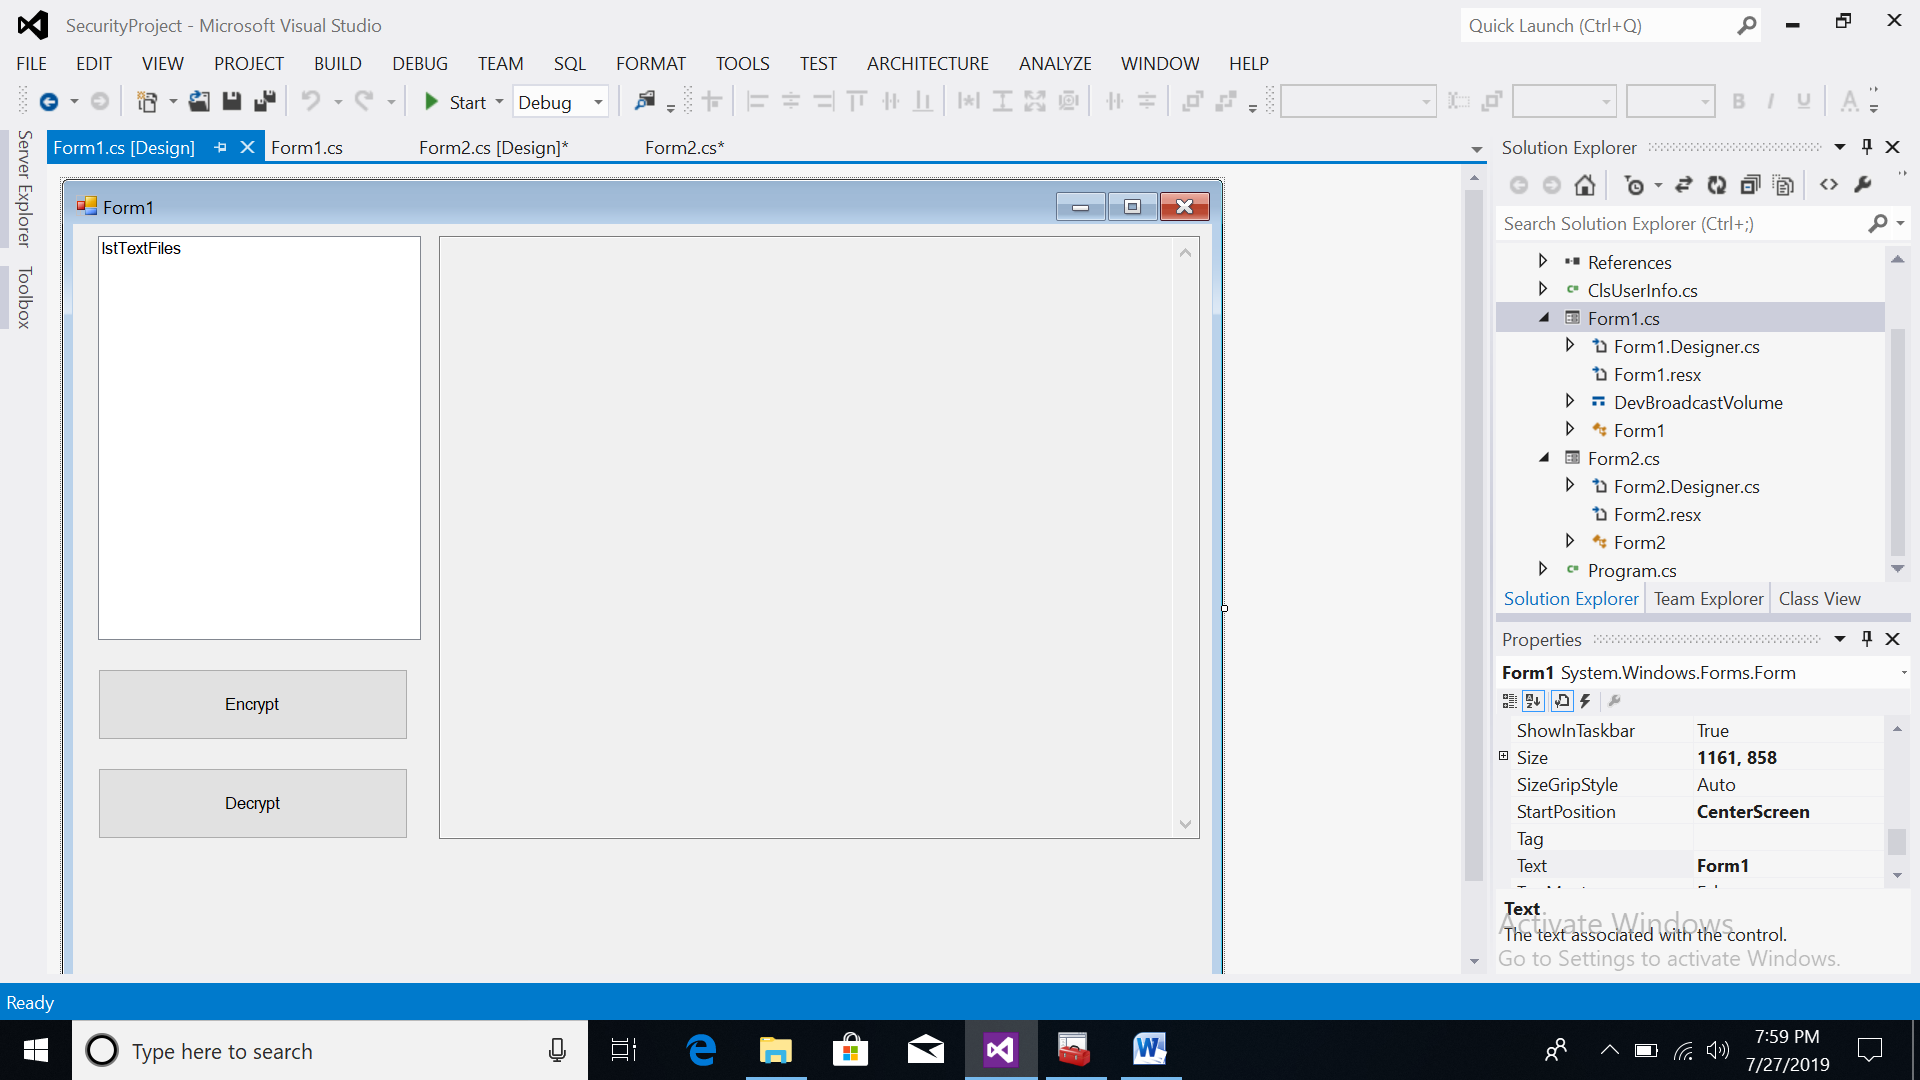 SecurityProject - Microsoft Visual Studio
Quick Launch (Ctrl+Q)
FILE EDIT VIEW PROJECT BUILD DEBUG TEAM SQL FORMAT TOOLS TEST ARCHITECTURE ANALYZE WINDOW HELP
Start Debug
B I U A
Server Explorer
Toolbox
Form1.cs [Design] Form1.cs Form2.cs [Design]* Form2.cs*
Form1
lstTextFiles
Encrypt
Decrypt
Solution Explorer
Search Solution Explorer (Ctrl+;)
References
ClsUserInfo.cs
Form1.cs
Form1.Designer.cs
Form1.resx
DevBroadcastVolume
Form1
Form2.cs
Form2.Designer.cs
Form2.resx
Form2
Program.cs
Solution Explorer Team Explorer Class View
Properties
Form1 System.Windows.Forms.Form
ShowInTaskbar True
Size 1161, 858
SizeGripStyle Auto
StartPosition CenterScreen
Tag
Text Form1
Text
Activate Windows
The text associated with the control.
Go to Settings to activate Windows.
Ready
Type here to search
7:59 PM
7/27/2019